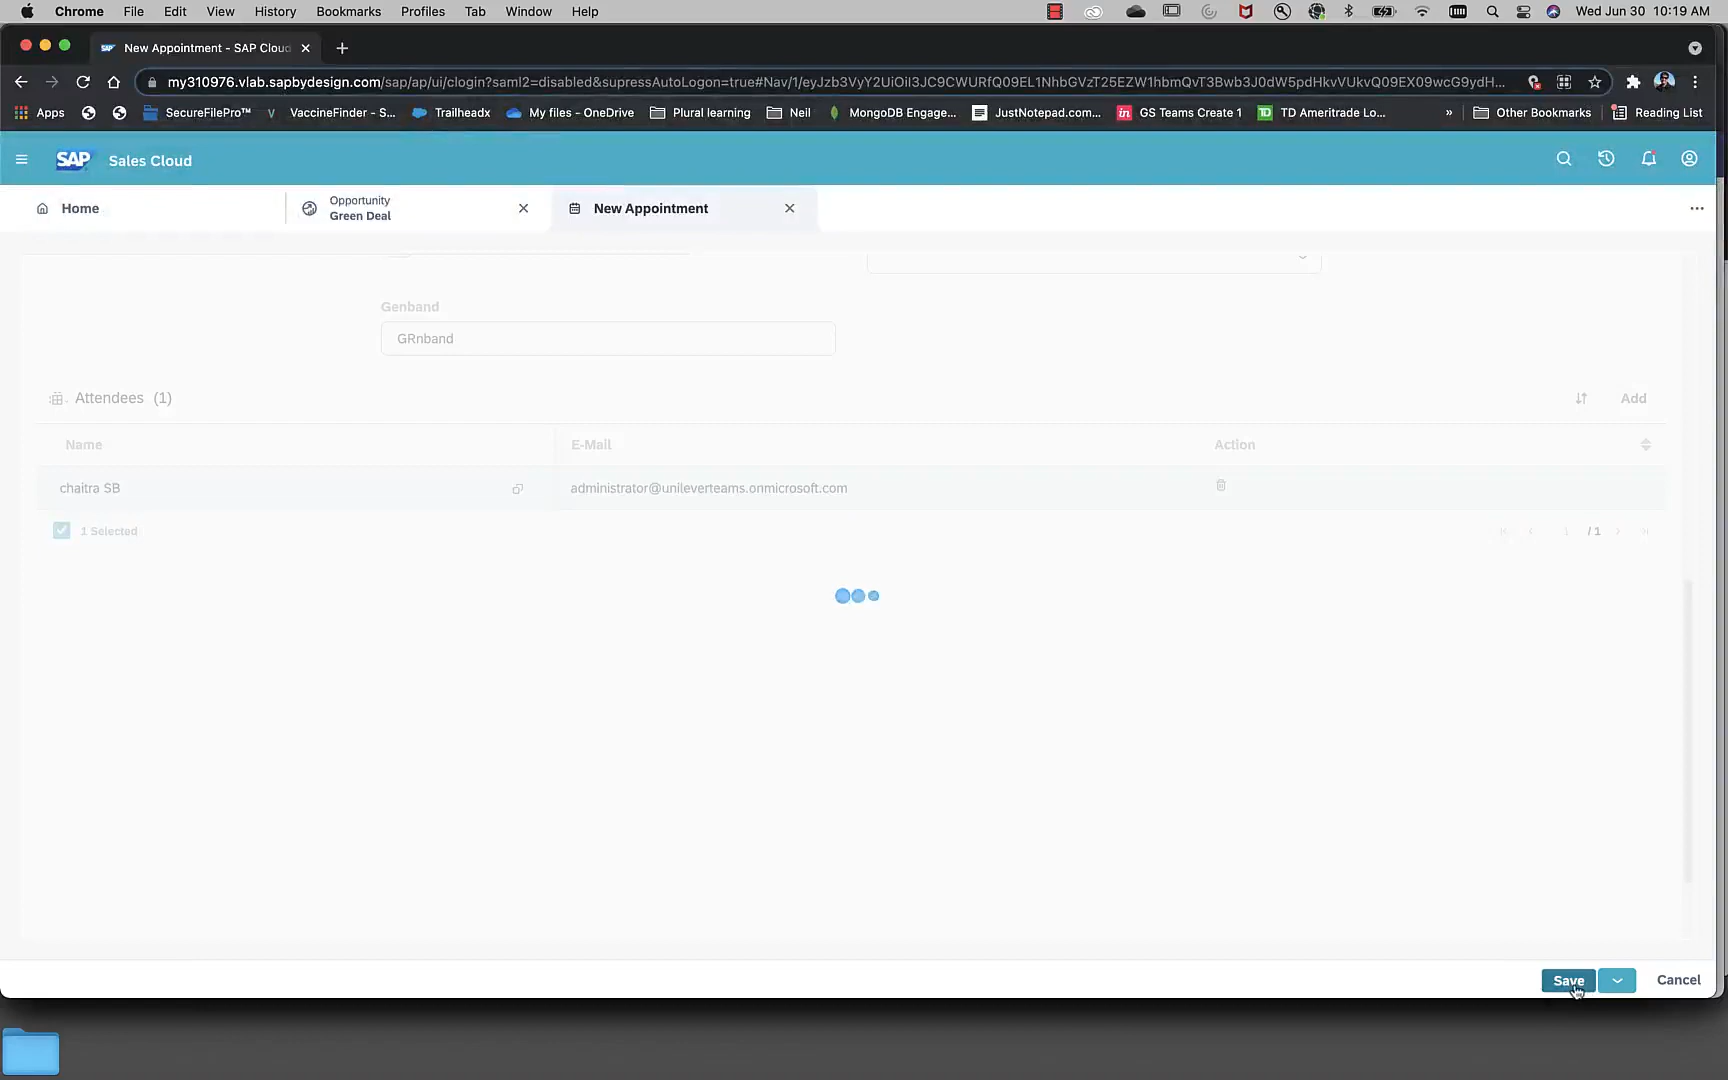 Chrome File Edit View History Bookmarks Profiles Tab Window Help Wed Jun 30 10:19 AM
New Appointment - SAP Cloud
my310976.vlab.sapbydesign.com/sap/ap/ui/clogin?saml2=disabled&supressAutoLogon=true#Nav/1/eyJzb3VyY2UiOiI3JC9CWURfQ09EL1NhbGVzT25EZW1hbmQvT3Bwb3J0dW5pdHkvVUkvQ09EX09wcG9ydH...
Apps SecureFilePro™ V VaccineFinder - S... Trailheadx My files - OneDrive Plural learning Neil MongoDB Engage... JustNotepad.com... in GS Teams Create 1 TD Ameritrade Lo... » Other Bookmarks Reading List
SAP Sales Cloud
Home Opportunity
Green Deal New Appointment
Genband
GRnband
Attendees (1) Add
Name E-Mail Action
chaitra SB administrator@unileverteams.onmicrosoft.com
1 Selected 1 / 1
Save Cancel